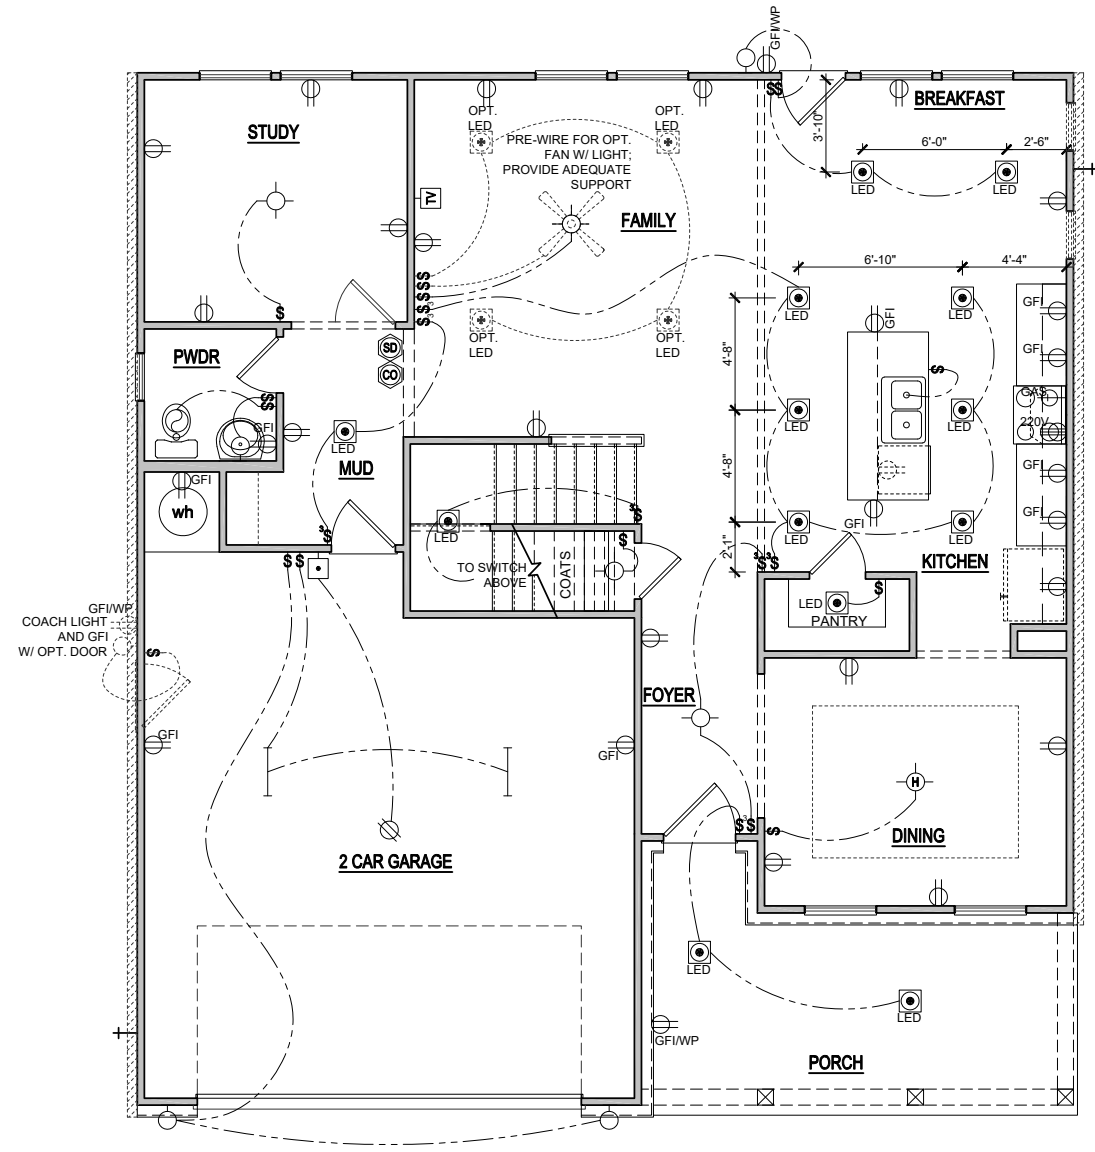 GFI/WP
BREAKFAST
3'-10"
6'-0"
2'-6"
LED
LED
STUDY
OPT.
LED
OPT.
LED
PRE-WIRE FOR OPT.
FAN W/ LIGHT;
PROVIDE ADEQUATE
SUPPORT
TV
FAMILY
6'-10"
4'-4"
$
$
$
$
$
$3
$3
LED
LED
GFI
GFI
GFI
OPT.
LED
OPT.
LED
PWDR
SD
CO
4'-8"
$
GAS
220V
LED
LED
GFI
LED
MUD
4'-8"
GFI
GFI
GFI
wh
GFI
LED
LED
LED
2'-1"
KITCHEN
TO SWITCH
ABOVE
COATS
LED
PANTRY
GFI/WP
COACH LIGHT
AND GFI
W/ OPT. DOOR
FOYER
GFI
GFI
H
DINING
2 CAR GARAGE
LED
LED
GFI/WP
PORCH